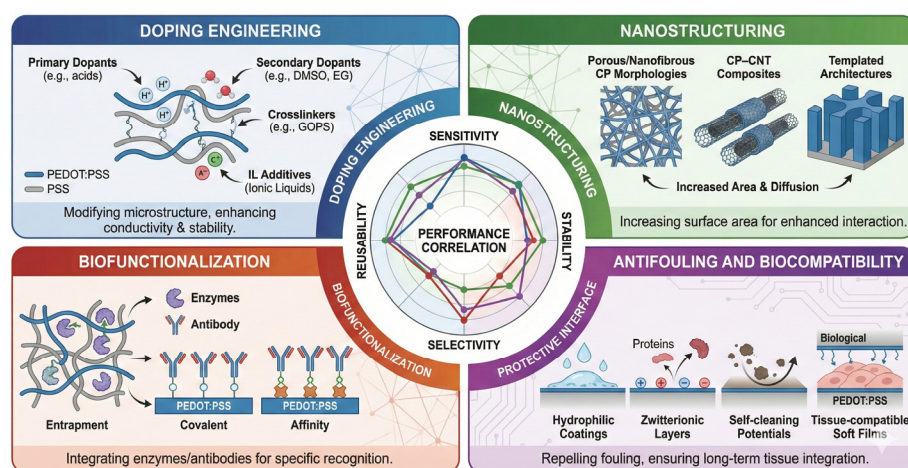 DOPING ENGINEERING
Primary Dopants
(e.g., acids)
Secondary Dopants
(e.g., DMSO, EG)
H⁺
H⁺
H⁺
H⁺
Crosslinkers
(e.g., GOPS)
C⁺
A⁻
IL Additives
(Ionic Liquids)
PEDOT:PSS
PSS
Modifying microstructure, enhancing
conductivity & stability.
NANOSTRUCTURING
Porous/Nanofibrous
CP Morphologies
CP–CNT
Composites
Templated
Architectures
Increased Area & Diffusion
Increasing surface area for enhanced interaction.
DOPING ENGINEERING
NANOSTRUCTURING
BIOFUNCTIONALIZATION
PROTECTIVE INTERFACE
SENSITIVITY
STABILITY
SELECTIVITY
REUSABILITY
PERFORMANCE
CORRELATION
BIOFUNCTIONALIZATION
Enzymes
Antibody
PEDOT:PSS
PEDOT:PSS
Entrapment
Covalent
Affinity
Integrating enzymes/antibodies for specific recognition.
ANTIFOULING AND BIOCOMPATIBILITY
Proteins
+ + − −
Biological
PEDOT:PSS
Hydrophilic
Coatings
Zwitterionic
Layers
Self-cleaning
Potentials
Tissue-compatible
Soft Films
Repelling fouling, ensuring long-term tissue integration.